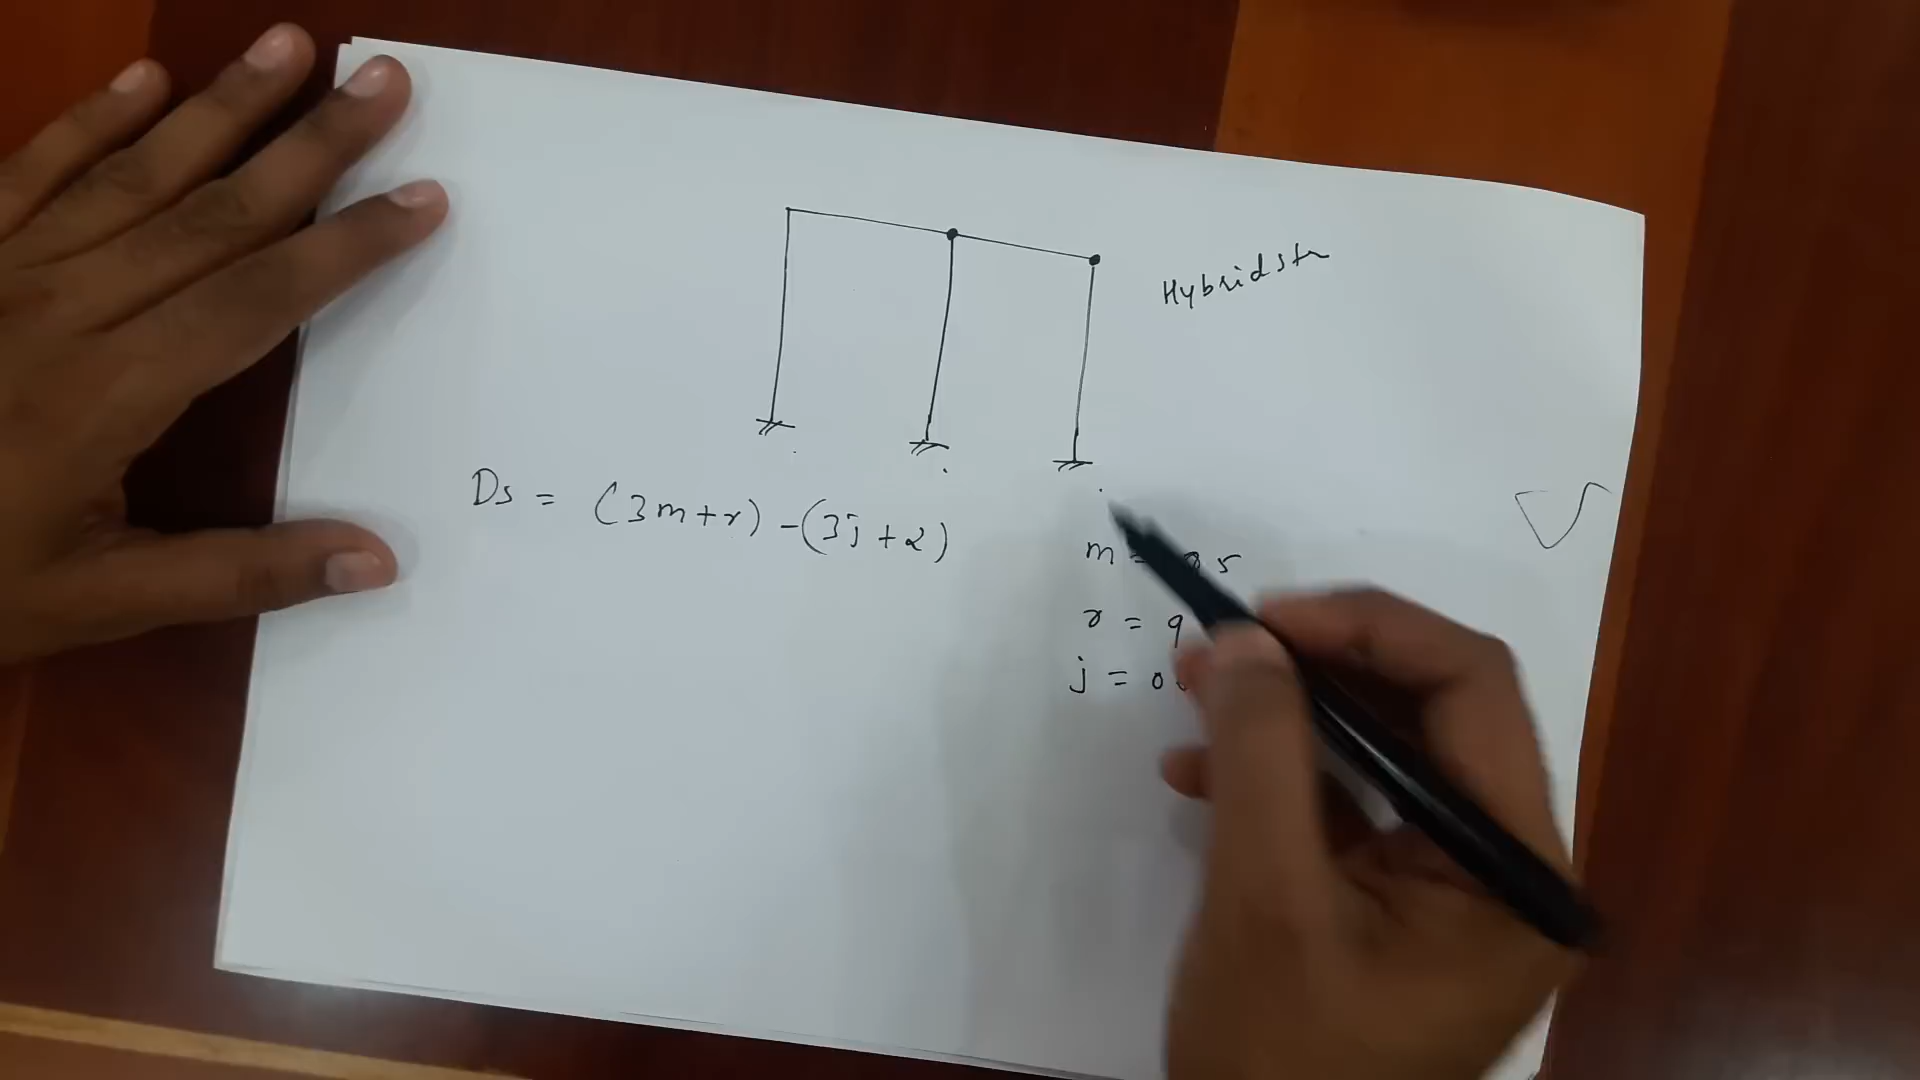 Hybrid str
Ds = (3m+r) - (3j + α)
m = 05
r = 9
j = 0